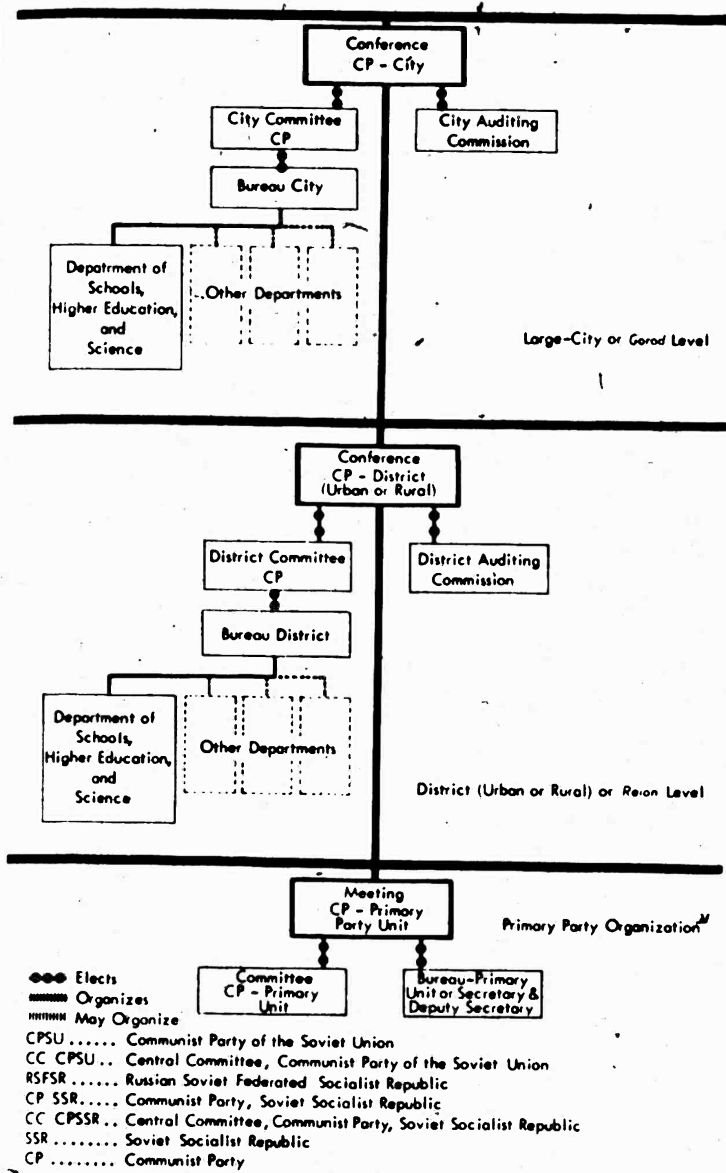 Conference
CP - City
City Committee
CP
City Auditing
Commission
Bureau City
Depatrment of
Schools,
Higher Education,
and
Science
Other Departments
Large-City or Gorod Level
Conference
CP - District
(Urban or Rural)
District Committee
CP
District Auditing
Commission
Bureau District
Department of
Schools,
Higher Education,
and
Science
Other Departments
District (Urban or Rural) or Reion Level
Meeting
CP - Primary
Party Unit
Primary Party Organization
Committee
CP - Primary
Unit
Bureau-Primary
Unit or Secretary &
Deputy Secretary
Elects
Organizes
May Organize
CPSU ...... Communist Party of the Soviet Union
CC CPSU .. Central Committee, Communist Party of the Soviet Union
RSFSR ...... Russian Soviet Federated Socialist Republic
CP SSR ..... Communist Party, Soviet Socialist Republic
CC CPSSR .. Central Committee, Communist Party, Soviet Socialist Republic
SSR ........ Soviet Socialist Republic
CP ........ Communist Party